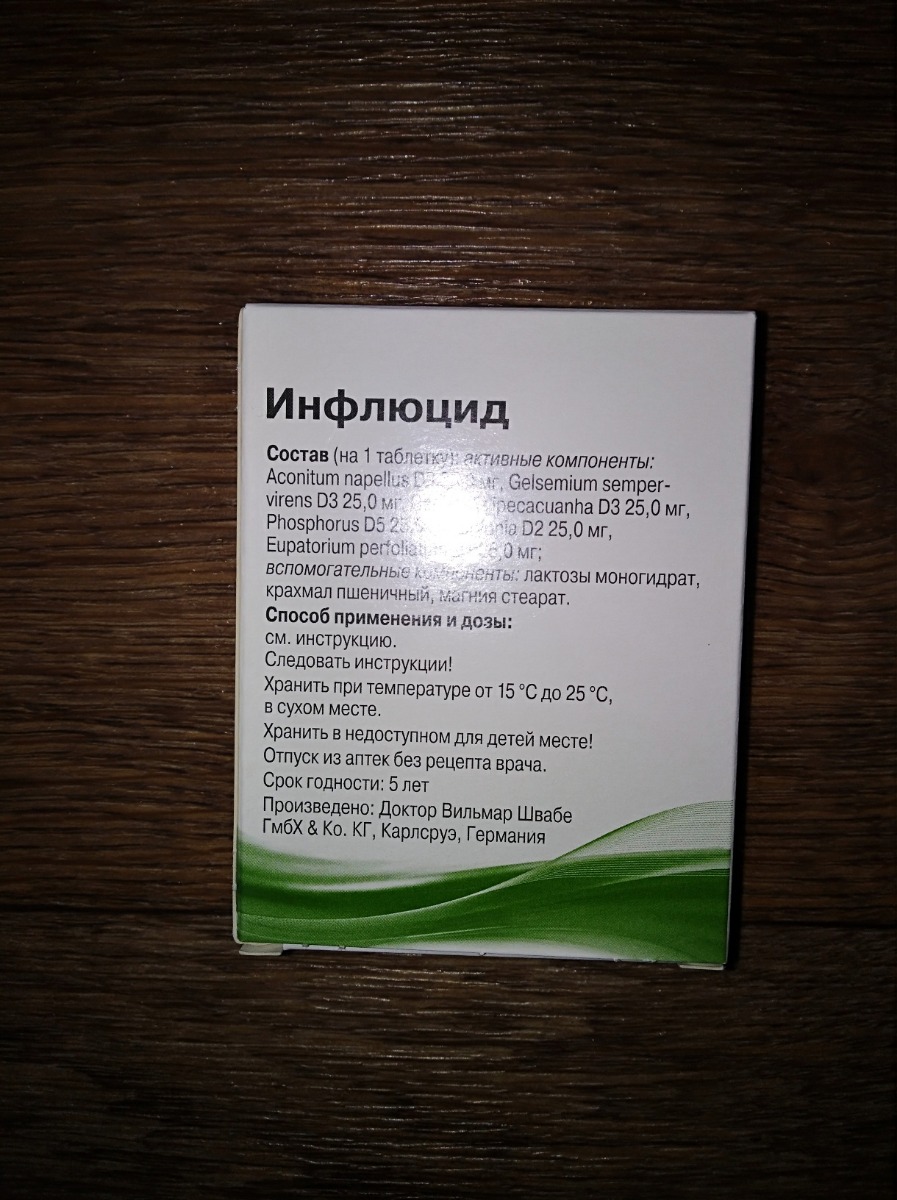 Инфлюцид
Состав (на 1 таблетку): активные компоненты:
Aconitum napellus мг, Gelsemium semper-
virens D3 25,0 мг, Ipecacuanha D3 25,0 мг,
Phosphorus D5 D2 25,0 мг,
Eupatorium perfoliatum мг;
вспомогательные компоненты: лактозы моногидрат,
крахмал пшеничный, магния стеарат.
Способ применения и дозы:
см. инструкцию.
Следовать инструкции!
Хранить при температуре от 15 °С до 25 °С,
в сухом месте.
Хранить в недоступном для детей месте!
Отпуск из аптек без рецепта врача.
Срок годности: 5 лет
Произведено: Доктор Вильмар Швабе
ГмбХ & Ко. КГ, Карлсруэ, Германия